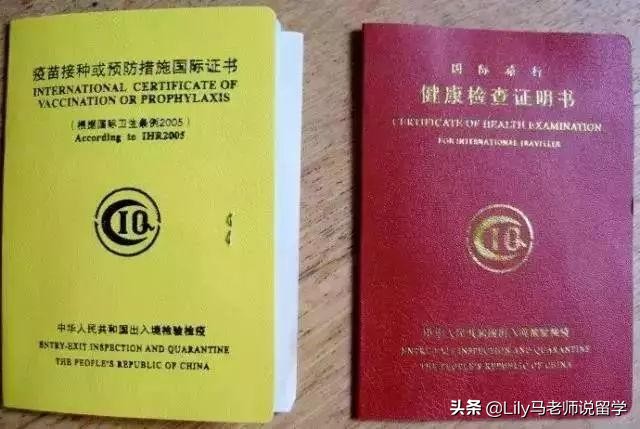 疫苗接种或预防措施国际证书
INTERNATIONAL CERTIFICATE OF
VACCINATION OR PROPHYLAXIS
(根据国际卫生条例2005)
According to IHR2005
CIQ
中华人民共和国出入境检验检疫
ENTRY-EXIT INSPECTION AND QUARANTINE
THE PEOPLE'S REPUBLIC OF CHINA
国际旅行
健康检查证明书
CERTIFICATE OF HEALTH EXAMINATION
FOR INTERNATIONAL TRAVELLER
CIQ
中华人民共和国出入境检验检疫
ENTRY-EXIT INSPECTION AND QUARANTINE
THE PEOPLE'S REPUBLIC OF CHINA
头条 @Lily马老师说留学